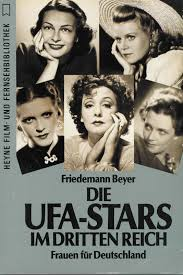 HEYNE FILM- UND FERNSEHBIBLIOTHEK
Friedemann Beyer
DIE
UFA-STARS
IM DRITTEN REICH
Frauen für Deutschland